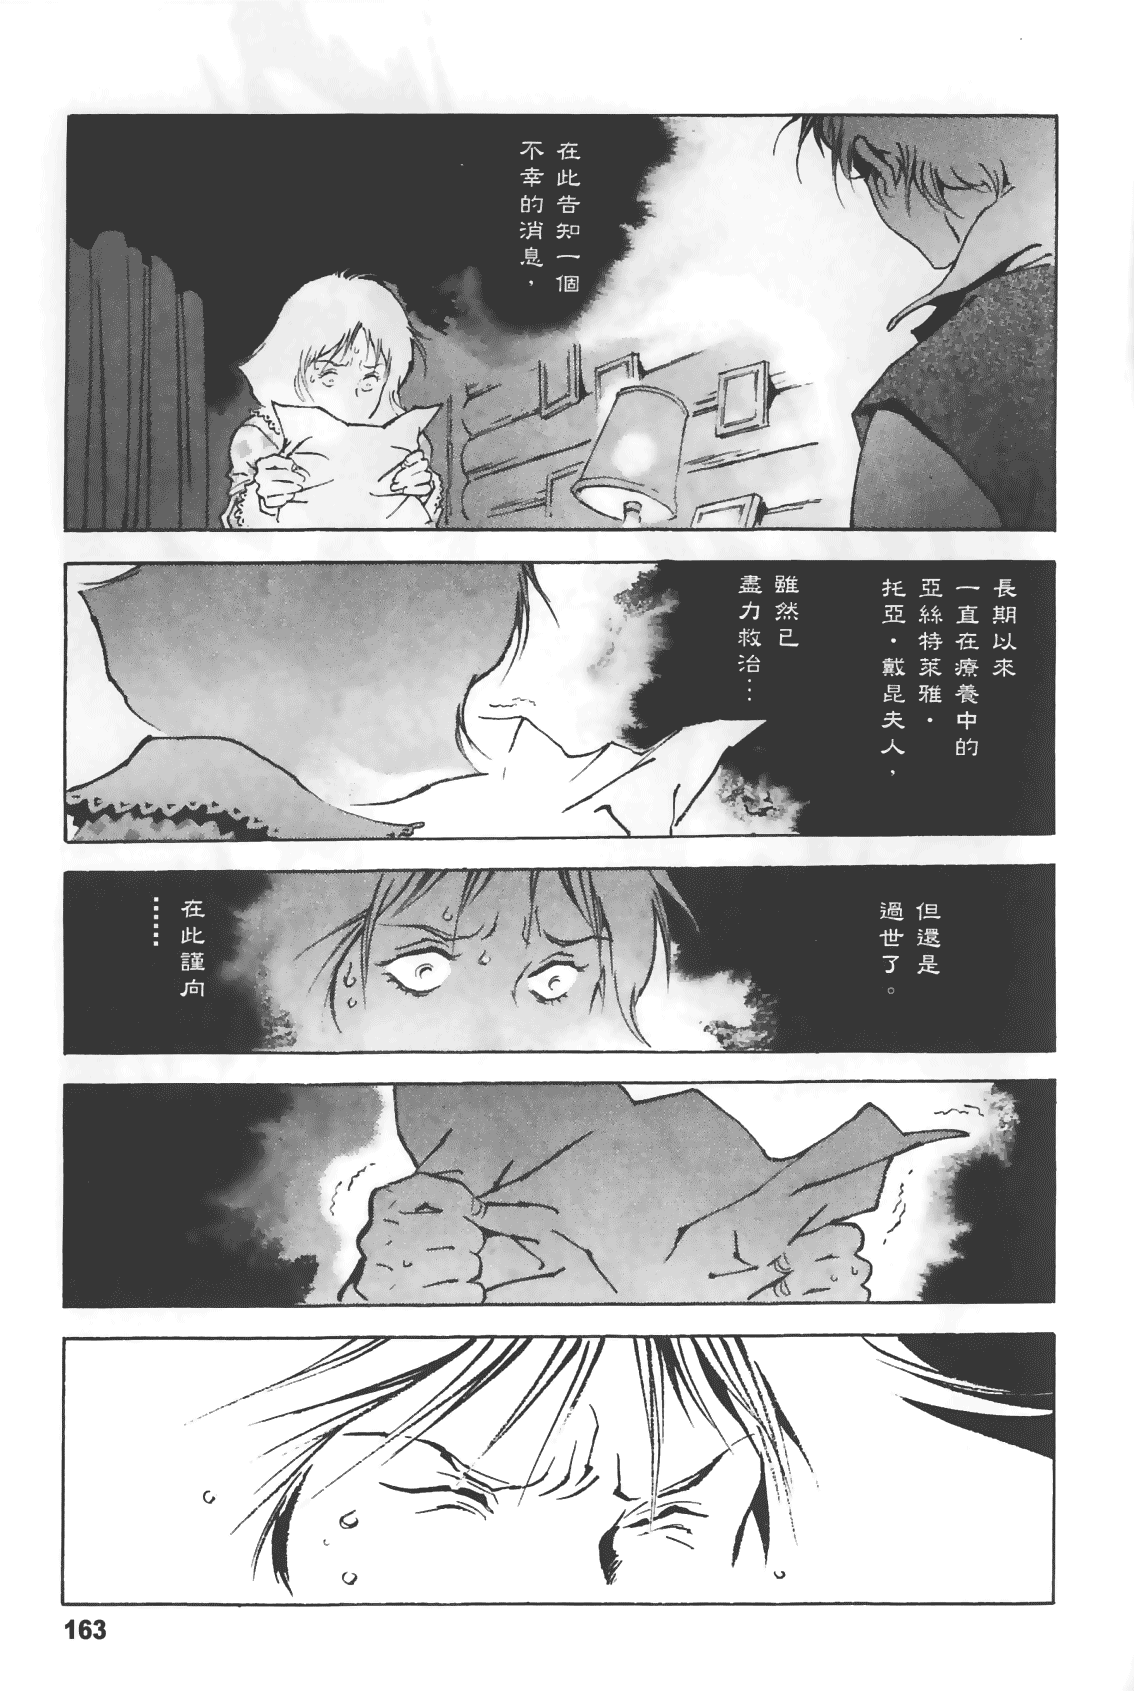 在此告知一個
不幸的消息，
長期以來
一直在療養中的
亞絲特萊雅・
托亞・戴昆夫人，
雖然已
盡力救治…
但還是
過世了。
在此謹向
⋯⋯
163